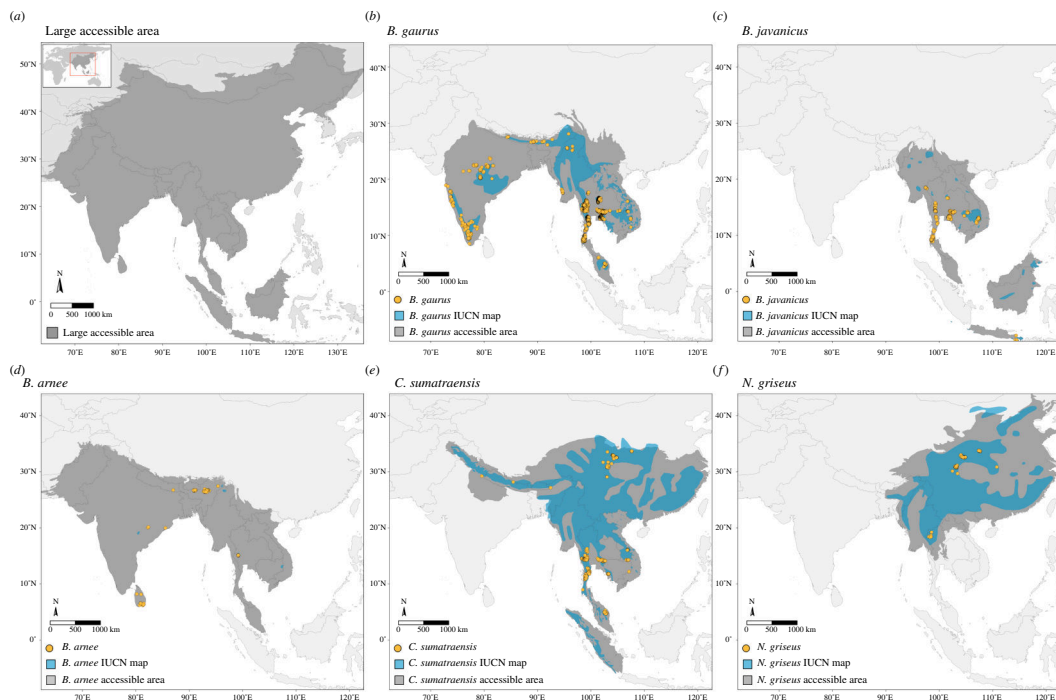 (a) Large accessible area
50˚N
40˚N
30˚N
20˚N
10˚N
0˚
N
0 500 1000 km
Large accessible area
70˚E 80˚E 90˚E 100˚E 110˚E 120˚E 130˚E
(b) B. gaurus
40˚N
30˚N
20˚N
10˚N
0˚
N
0 500 1000 km
B. gaurus
B. gaurus IUCN map
B. gaurus accessible area
70˚E 80˚E 90˚E 100˚E 110˚E 120˚E
(c) B. javanicus
40˚N
30˚N
20˚N
10˚N
0˚
N
0 500 1000 km
B. javanicus
B. javanicus IUCN map
B. javanicus accessible area
70˚E 80˚E 90˚E 100˚E 110˚E 120˚E
(d) B. arnee
40˚N
30˚N
20˚N
10˚N
0˚
N
0 500 1000 km
B. arnee
B. arnee IUCN map
B. arnee accessible area
70˚E 80˚E 90˚E 100˚E 110˚E 120˚E
(e) C. sumatraensis
40˚N
30˚N
20˚N
10˚N
0˚
N
0 500 1000 km
C. sumatraensis
C. sumatraensis IUCN map
C. sumatraensis accessible area
70˚E 80˚E 90˚E 100˚E 110˚E 120˚E
(f) N. griseus
40˚N
30˚N
20˚N
10˚N
0˚
N
0 500 1000 km
N. griseus
N. griseus IUCN map
N. griseus accessible area
70˚E 80˚E 90˚E 100˚E 110˚E 120˚E